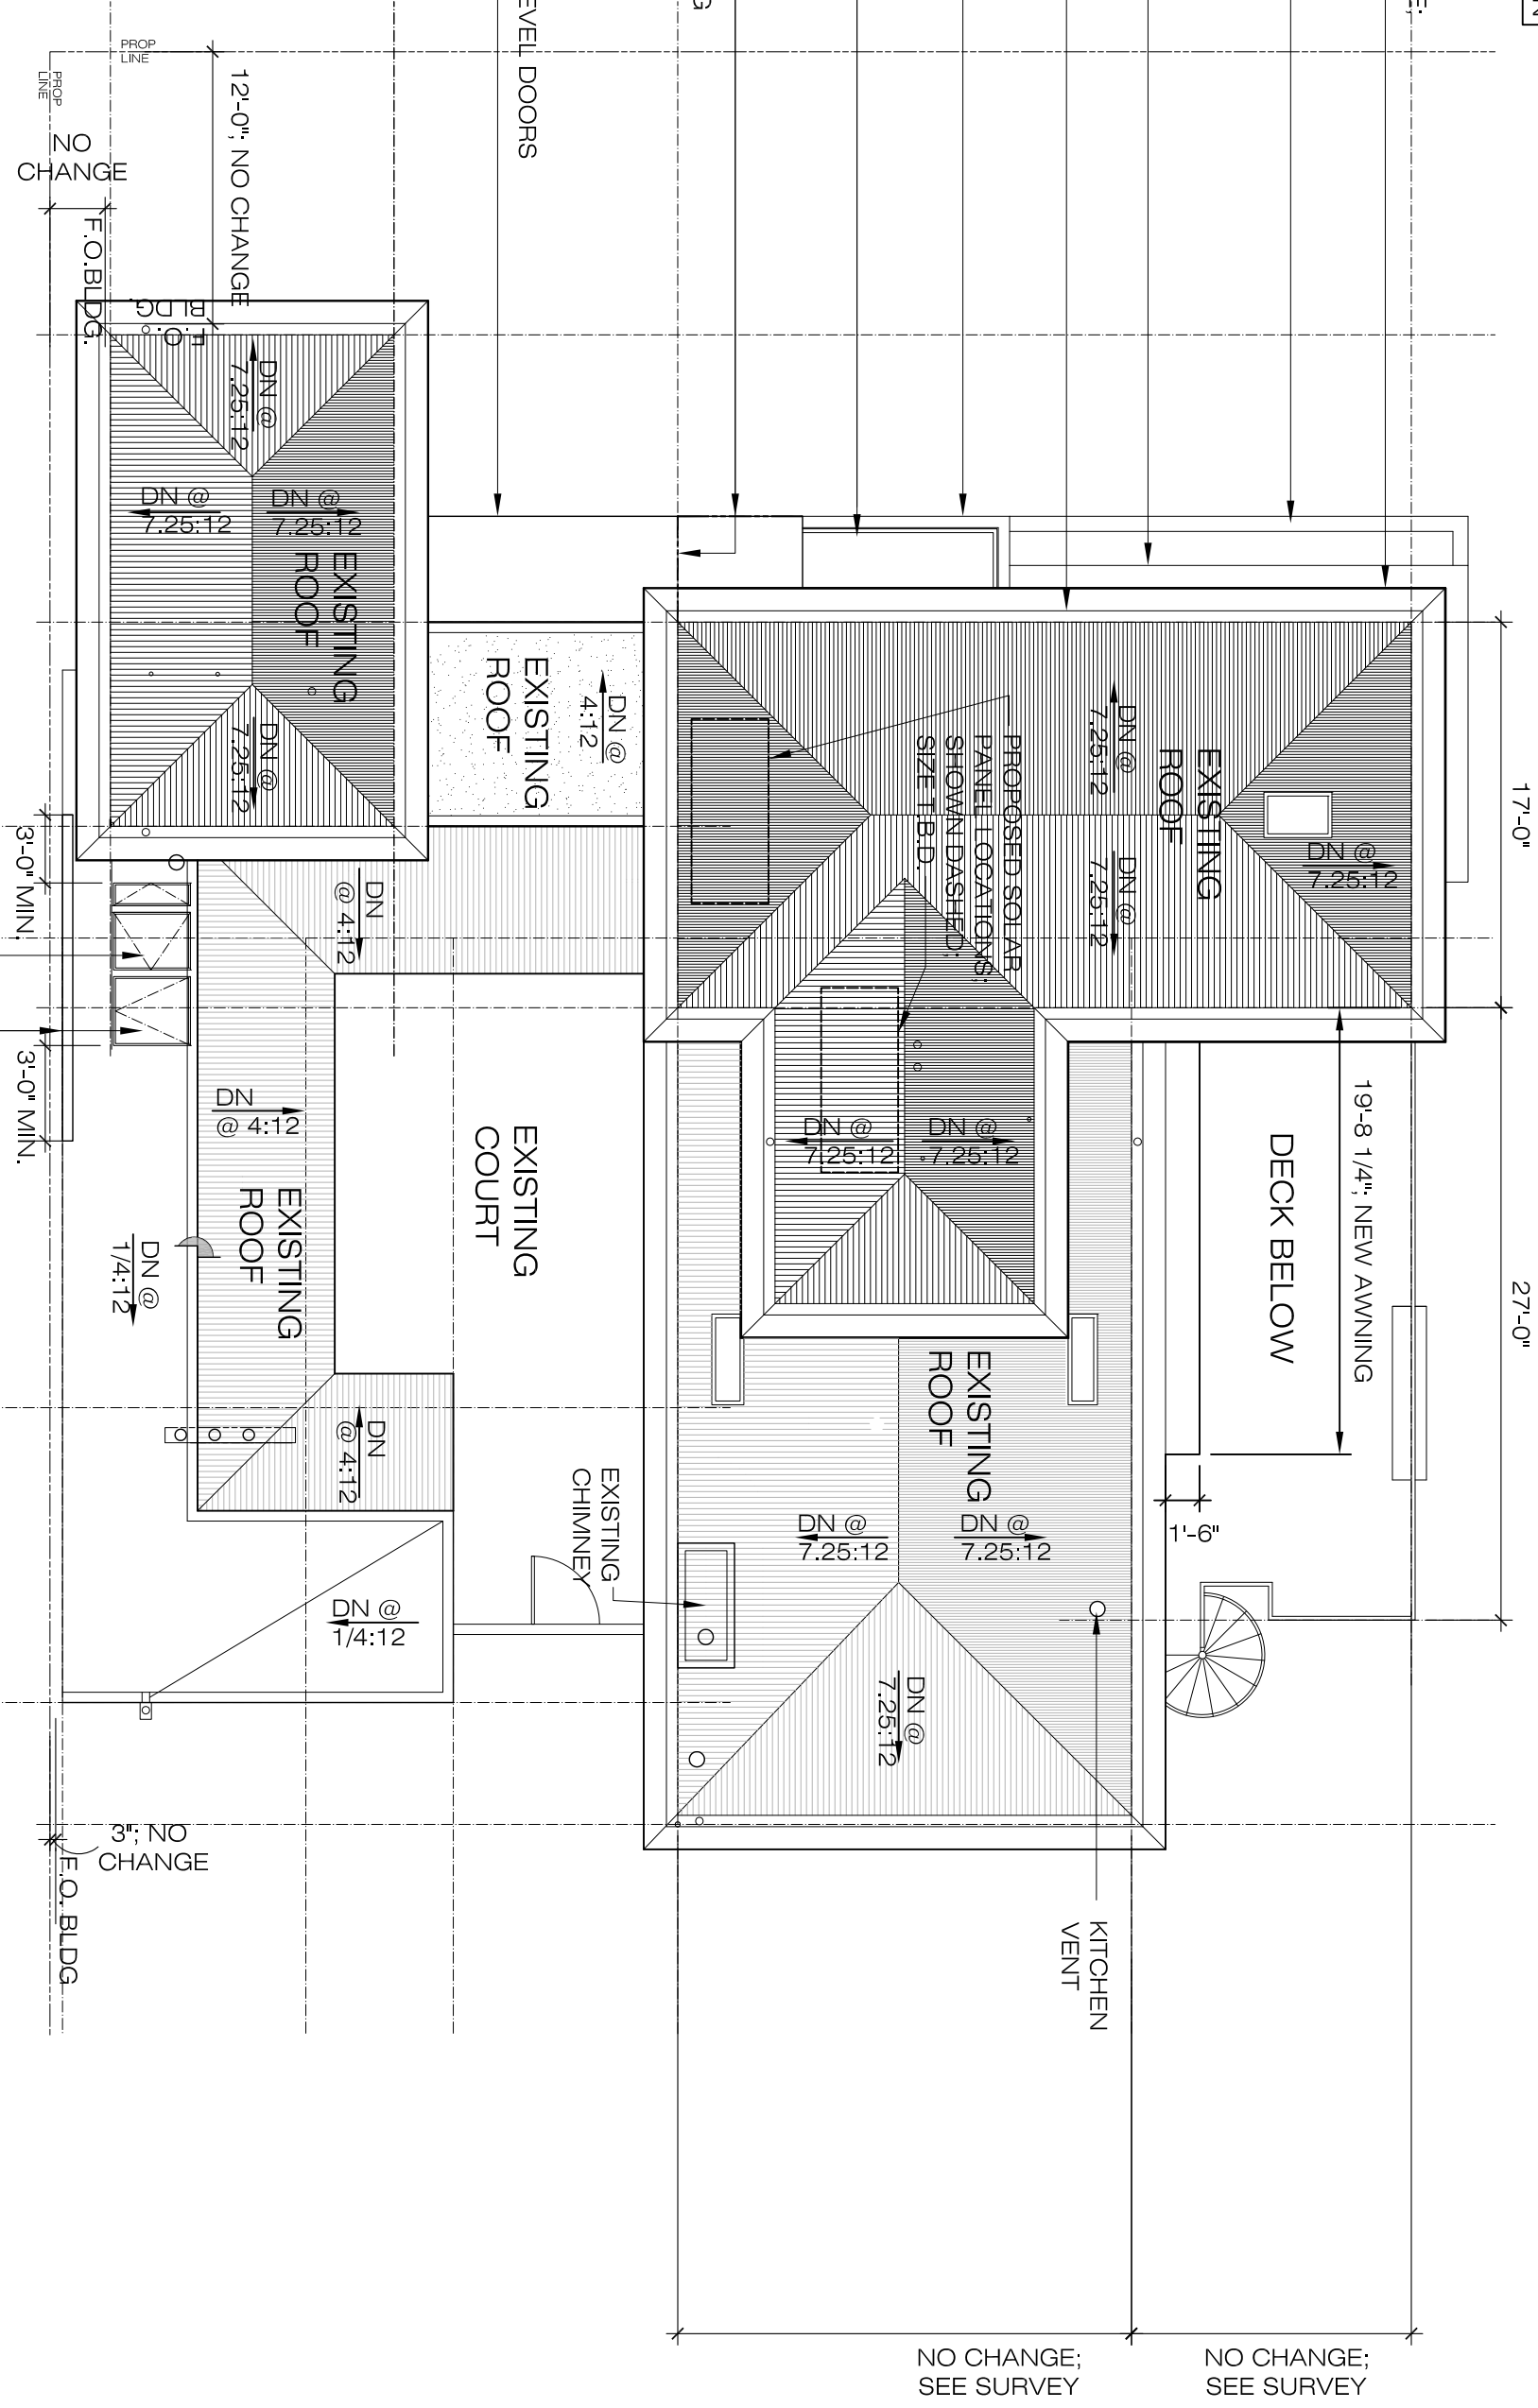 PROP
LINE
PROP
LINE
NO
CHANGE
12'-0"; NO CHANGE
F.O.BLDG.
F.O.
BLDG.
EVEL DOORS
G
DN @
7.25:12
DN @
7.25:12
DN @
7.25:12
EXISTING
ROOF
DN @
7.25:12
EXISTING
ROOF
DN @
4:12
PROPOSED SOLAR
PANEL LOCATIONS;
SHOWN DASHED;
SIZE T.B.D.
DN @
7.25:12
EXISTING
ROOF
DN @
7.25:12
DN @
7.25:12
17'-0"
3'-0" MIN.
3'-0" MIN.
DN
@ 4:12
DN
@ 4:12
EXISTING
ROOF
DN @
1/4:12
EXISTING
COURT
DN @
7.25:12
DN @
7.25:12
DECK BELOW
19'-8 1/4"; NEW AWNING
27'-0"
EXISTING
ROOF
DN
@ 4:12
EXISTING
CHIMNEY
DN @
7.25:12
DN @
7.25:12
1'-6"
DN @
1/4:12
DN @
7.25:12
3"; NO
CHANGE
F.O. BLDG
KITCHEN
VENT
NO CHANGE;
SEE SURVEY
NO CHANGE;
SEE SURVEY